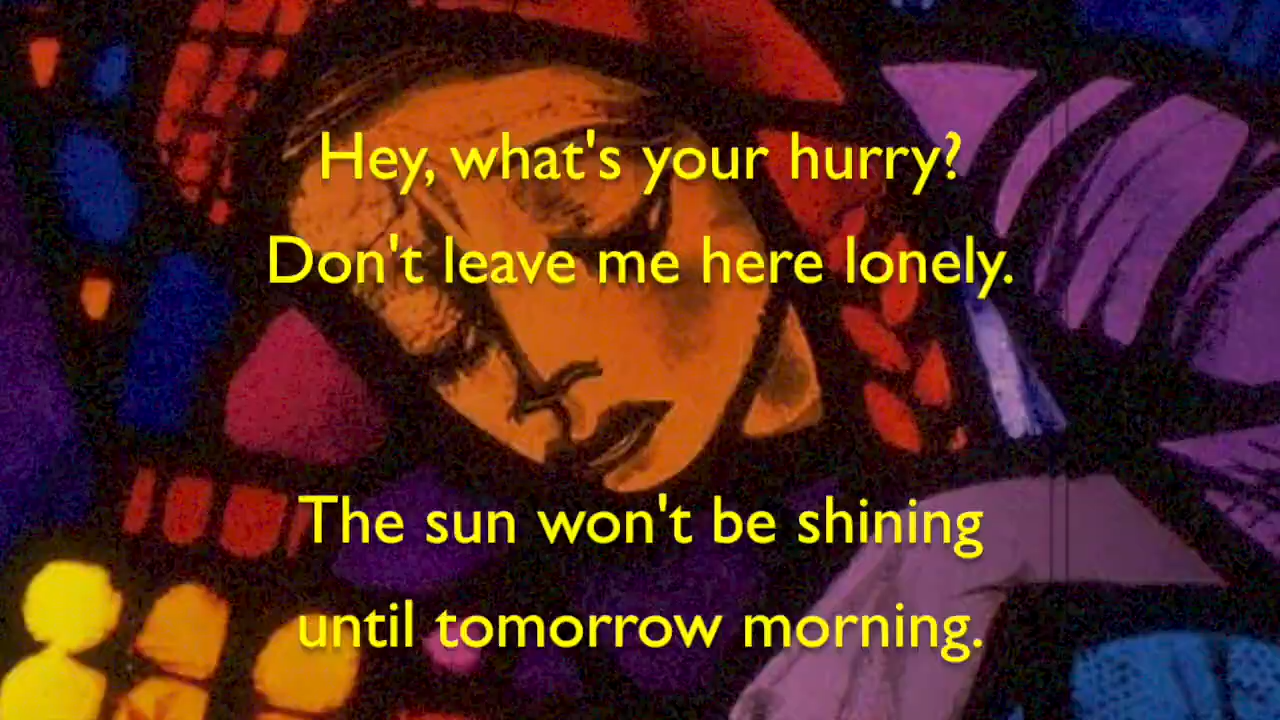 Hey, what's your hurry?
Don't leave me here lonely.
The sun won't be shining
until tomorrow morning.